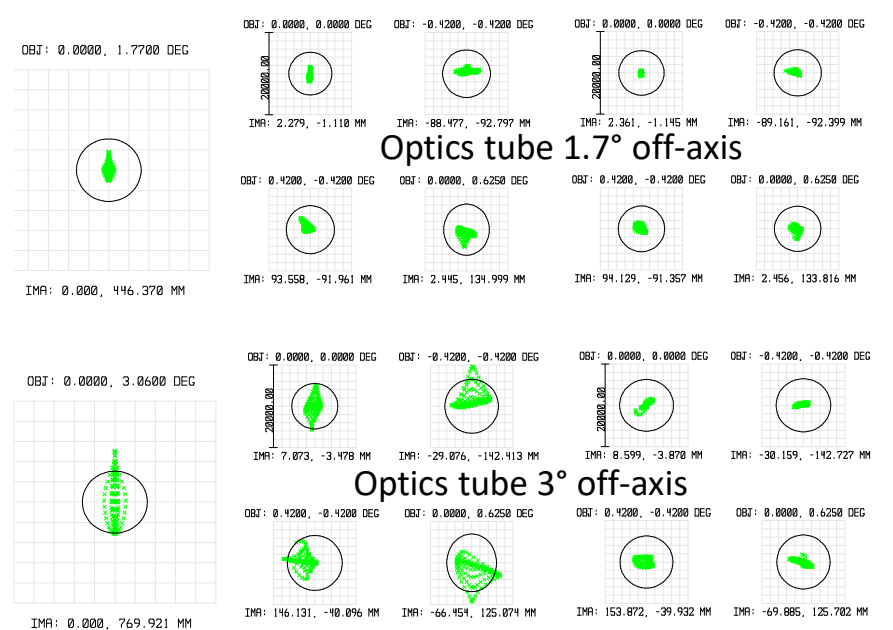 OBJ: 0.0000, 1.7700 DEG
IMA: 0.000, 446.370 MM
OBJ: 0.0000, 0.0000 DEG
OBJ: -0.4200, -0.4200 DEG
OBJ: 0.0000, 0.0000 DEG
OBJ: -0.4200, -0.4200 DEG
20000.00
20000.00
IMA: 2.279, -1.110 MM
IMA: -88.477, -92.797 MM
IMA: 2.361, -1.145 MM
IMA: -89.161, -92.399 MM
Optics tube 1.7° off-axis
OBJ: 0.4200, -0.4200 DEG
OBJ: 0.0000, 0.6250 DEG
OBJ: 0.4200, -0.4200 DEG
OBJ: 0.0000, 0.6250 DEG
IMA: 93.558, -91.961 MM
IMA: 2.445, 134.999 MM
IMA: 94.129, -91.357 MM
IMA: 2.456, 133.816 MM
OBJ: 0.0000, 3.0600 DEG
IMA: 0.000, 769.921 MM
OBJ: 0.0000, 0.0000 DEG
OBJ: -0.4200, -0.4200 DEG
OBJ: 0.0000, 0.0000 DEG
OBJ: -0.4200, -0.4200 DEG
20000.00
20000.00
IMA: 7.073, -3.478 MM
IMA: -29.076, -142.413 MM
IMA: 8.599, -3.870 MM
IMA: -30.159, -142.727 MM
Optics tube 3° off-axis
OBJ: 0.4200, -0.4200 DEG
OBJ: 0.0000, 0.6250 DEG
OBJ: 0.4200, -0.4200 DEG
OBJ: 0.0000, 0.6250 DEG
IMA: 146.131, -40.096 MM
IMA: -66.454, 125.074 MM
IMA: 153.872, -39.932 MM
IMA: -69.885, 125.702 MM